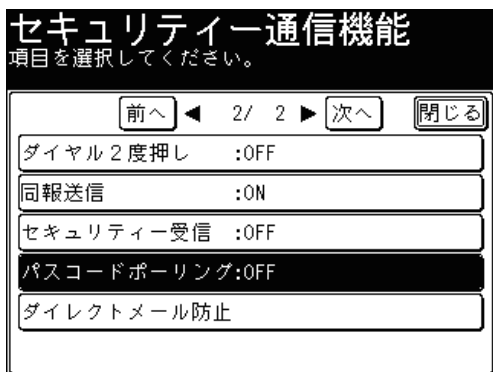 セキュリティー通信機能
項目を選択してください。
前へ ◀ 2/ 2 ▶ 次へ 閉じる
ダイヤル2度押し :OFF
同報送信 :ON
セキュリティー受信 :OFF
パスコードポーリング:OFF
ダイレクトメール防止